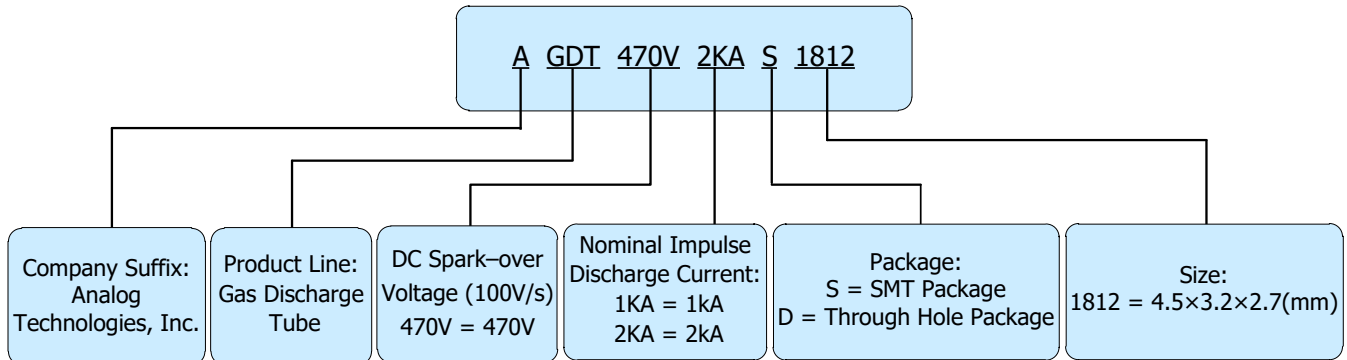 A GDT 470V 2KA S 1812
Company Suffix:
Analog
Technologies, Inc.
Product Line:
Gas Discharge
Tube
DC Spark–over
Voltage (100V/s)
470V = 470V
Nominal Impulse
Discharge Current:
1KA = 1kA
2KA = 2kA
Package:
S = SMT Package
D = Through Hole Package
Size:
1812 = 4.5×3.2×2.7(mm)